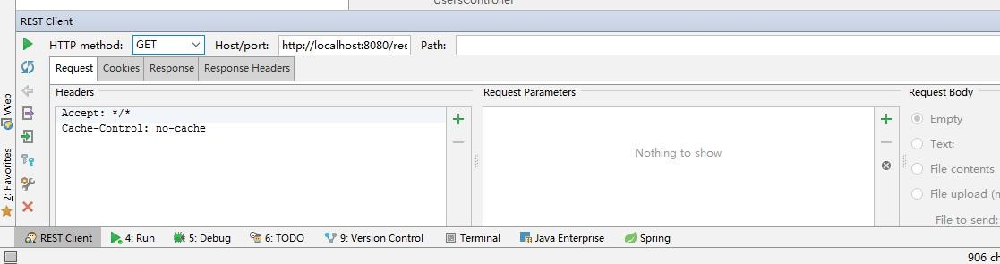 UsersController
REST Client
HTTP method: GET Host/port: http://localhost:8080/res Path:
Request Cookies Response Response Headers
Headers Request Parameters Request Body
Accept: */*
Cache-Control: no-cache
Nothing to show
Empty
Text:
File contents
File upload (m
File to send:
Web
2: Favorites
REST Client 4: Run 5: Debug 6: TODO 9: Version Control Terminal Java Enterprise Spring
906 ch